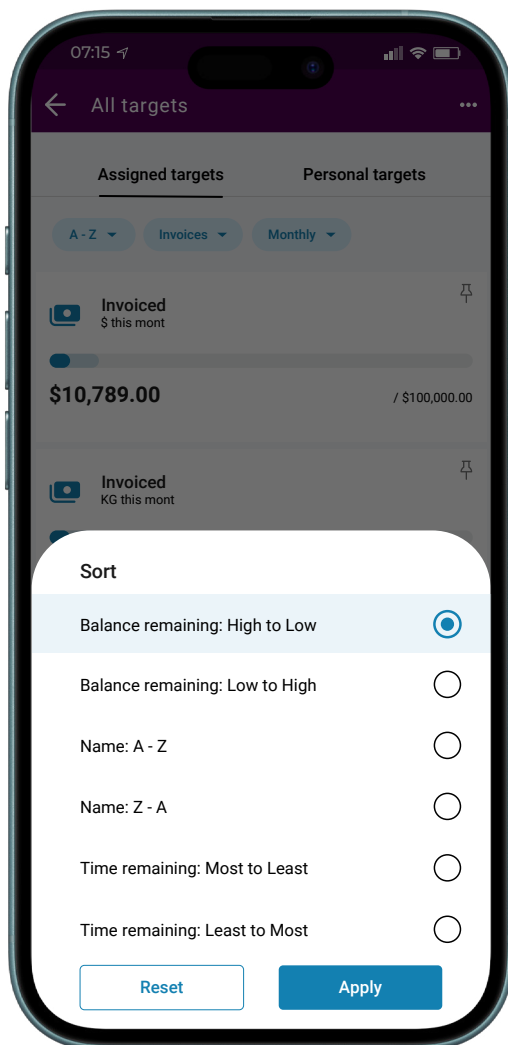 07:15
All targets
Assigned targets Personal targets
A - Z Invoices Monthly
Invoiced
$ this mont
$10,789.00 / $100,000.00
Invoiced
KG this mont
Sort
Balance remaining: High to Low
Balance remaining: Low to High
Name: A - Z
Name: Z - A
Time remaining: Most to Least
Time remaining: Least to Most
Reset Apply